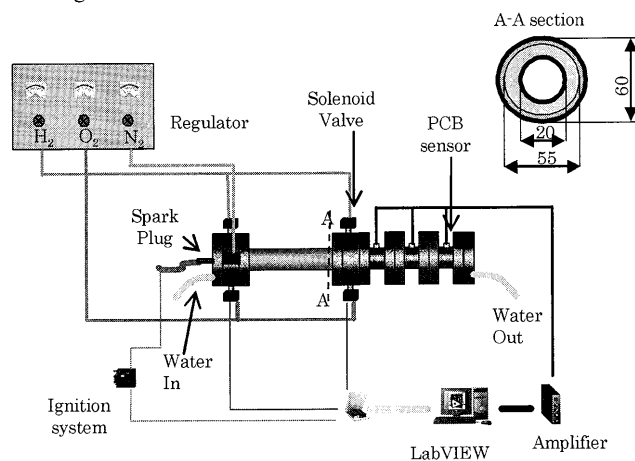 A-A section
60
20
55
H2
O2
N2
Regulator
Solenoid
Valve
PCB
sensor
A
Spark
Plug
A
Water
In
Water
Out
Ignition
system
LabVIEW
Amplifier